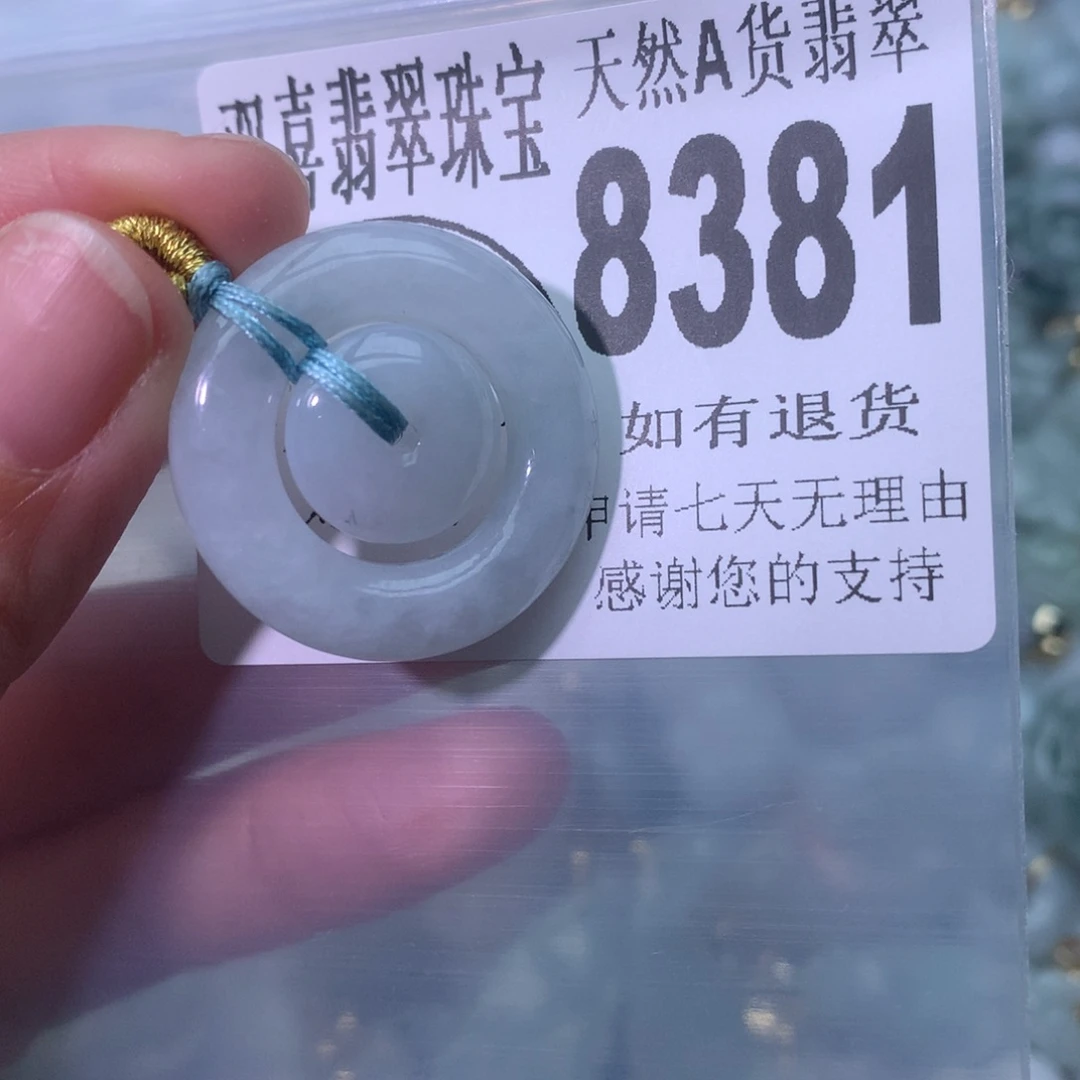 喜翡翠珠宝
天然A货翡翠
8381
如有退货
申请七天无理由
感谢您的支持